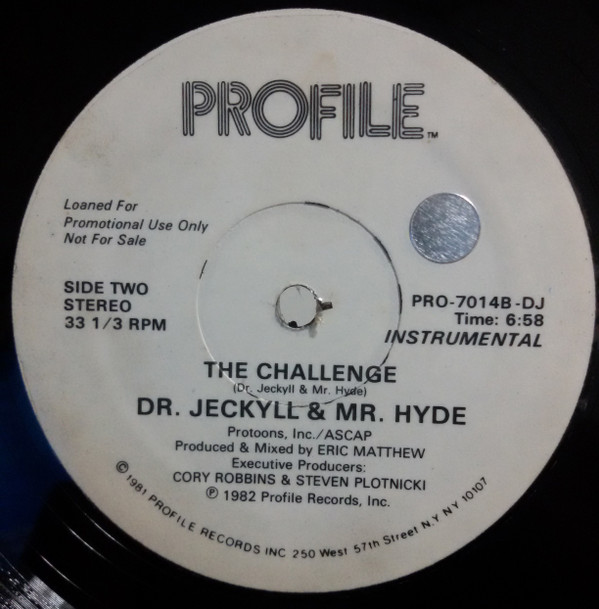 PROFILE™
Loaned For
Promotional Use Only
Not For Sale
SIDE TWO
STEREO
33 1/3 RPM
PRO-7014B-DJ
Time: 6:58
INSTRUMENTAL
THE CHALLENGE
(Dr. Jeckyll & Mr. Hyde)
DR. JECKYLL & MR. HYDE
Protoons, Inc./ASCAP
Produced & Mixed by ERIC MATTHEW
Executive Producers:
CORY ROBBINS & STEVEN PLOTNICKI
℗ 1982 Profile Records, Inc.
© 1981 PROFILE RECORDS INC 250 West 57th Street N.Y. NY 10107